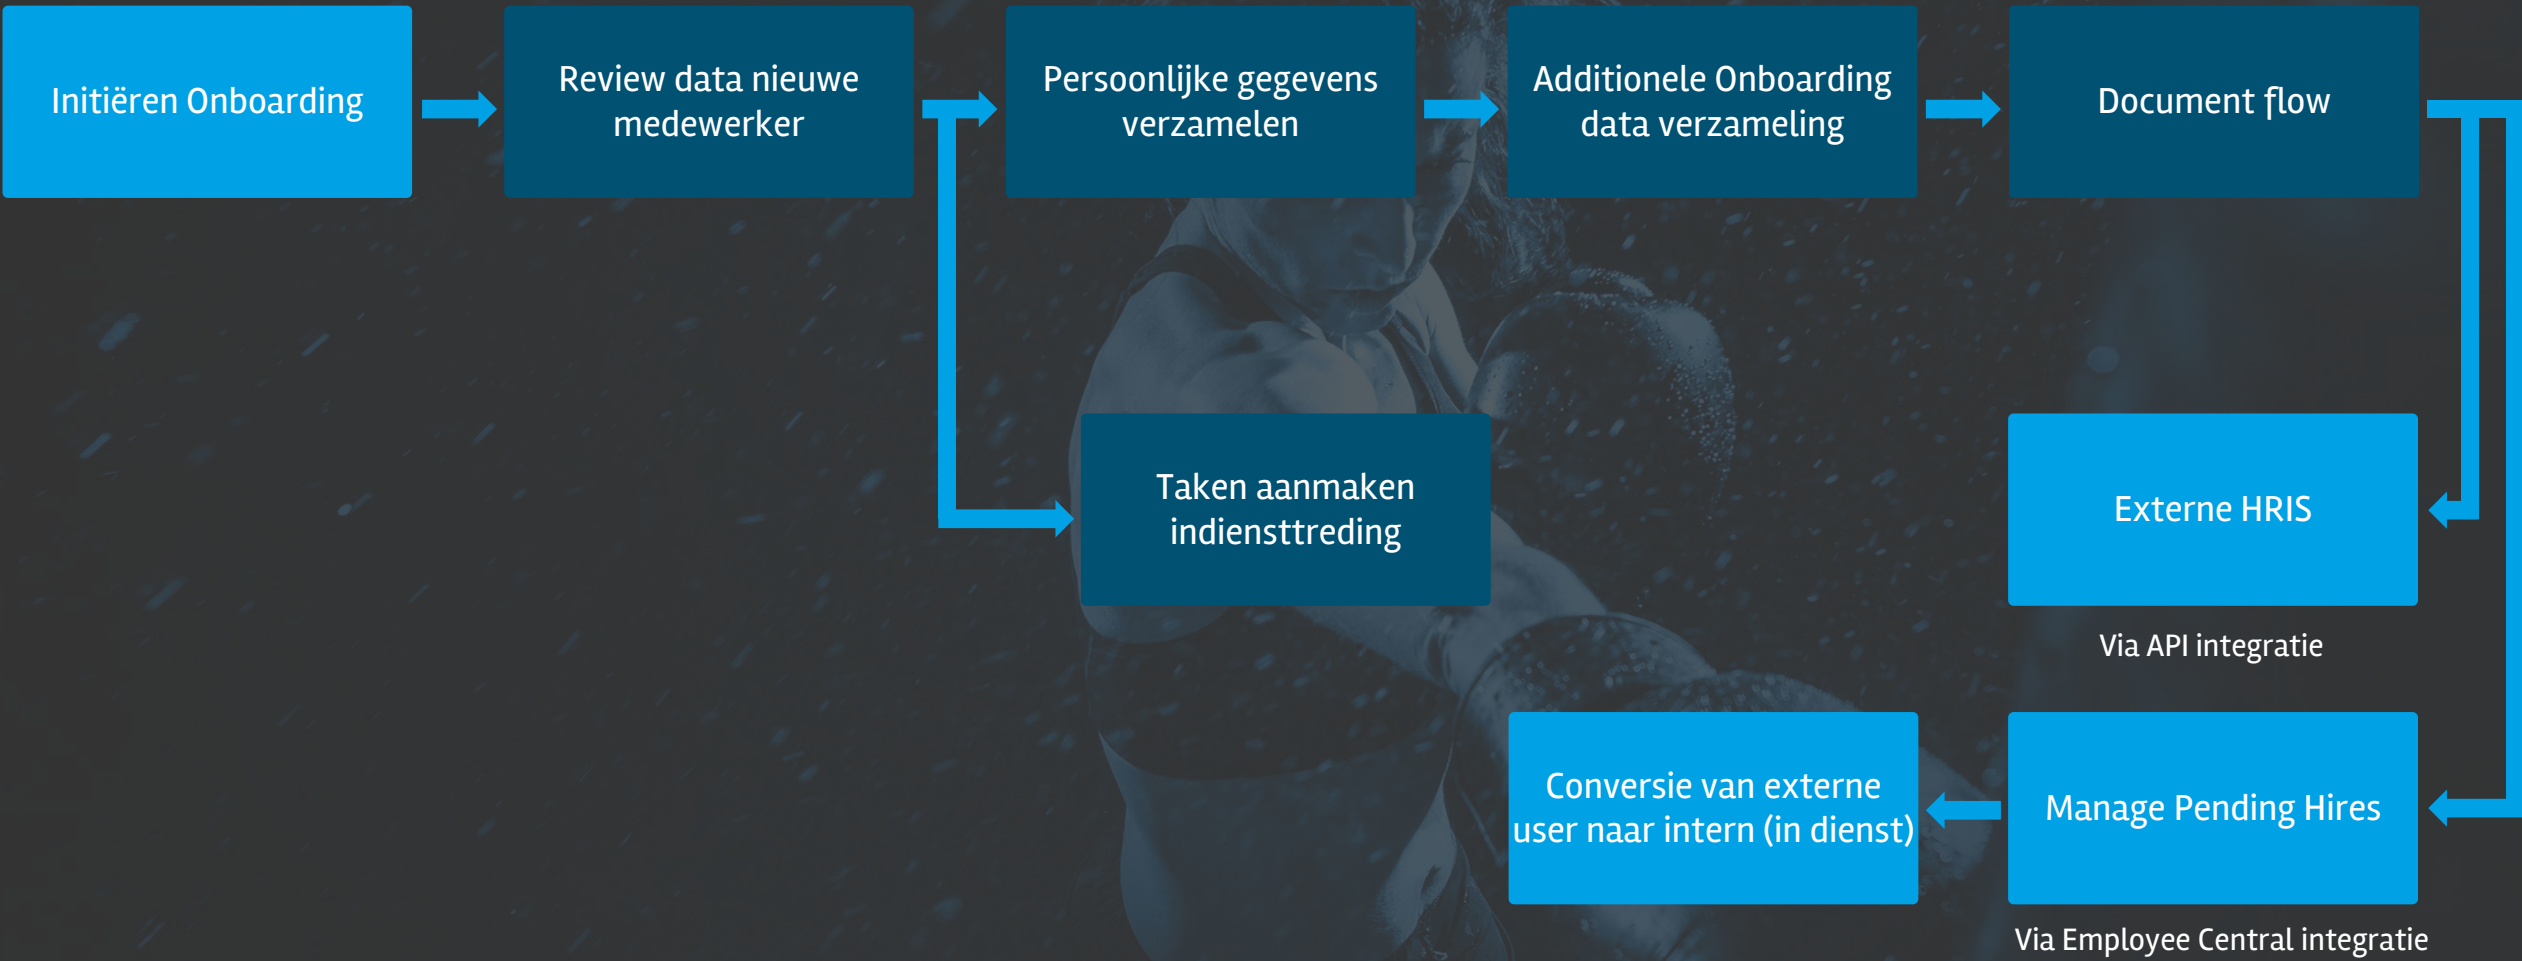 Initiëren Onboarding
Review data nieuwe
medewerker
Persoonlijke gegevens
verzamelen
Additionele Onboarding
data verzameling
Document flow
Taken aanmaken
indiensttreding
Externe HRIS
Via API integratie
Conversie van externe
user naar intern (in dienst)
Manage Pending Hires
Via Employee Central integratie